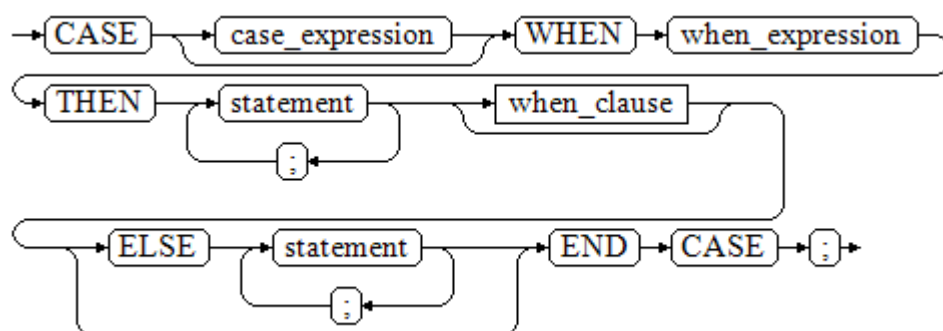 CASE case_expression WHEN when_expression
THEN statement when_clause
;
ELSE statement END CASE ;
;